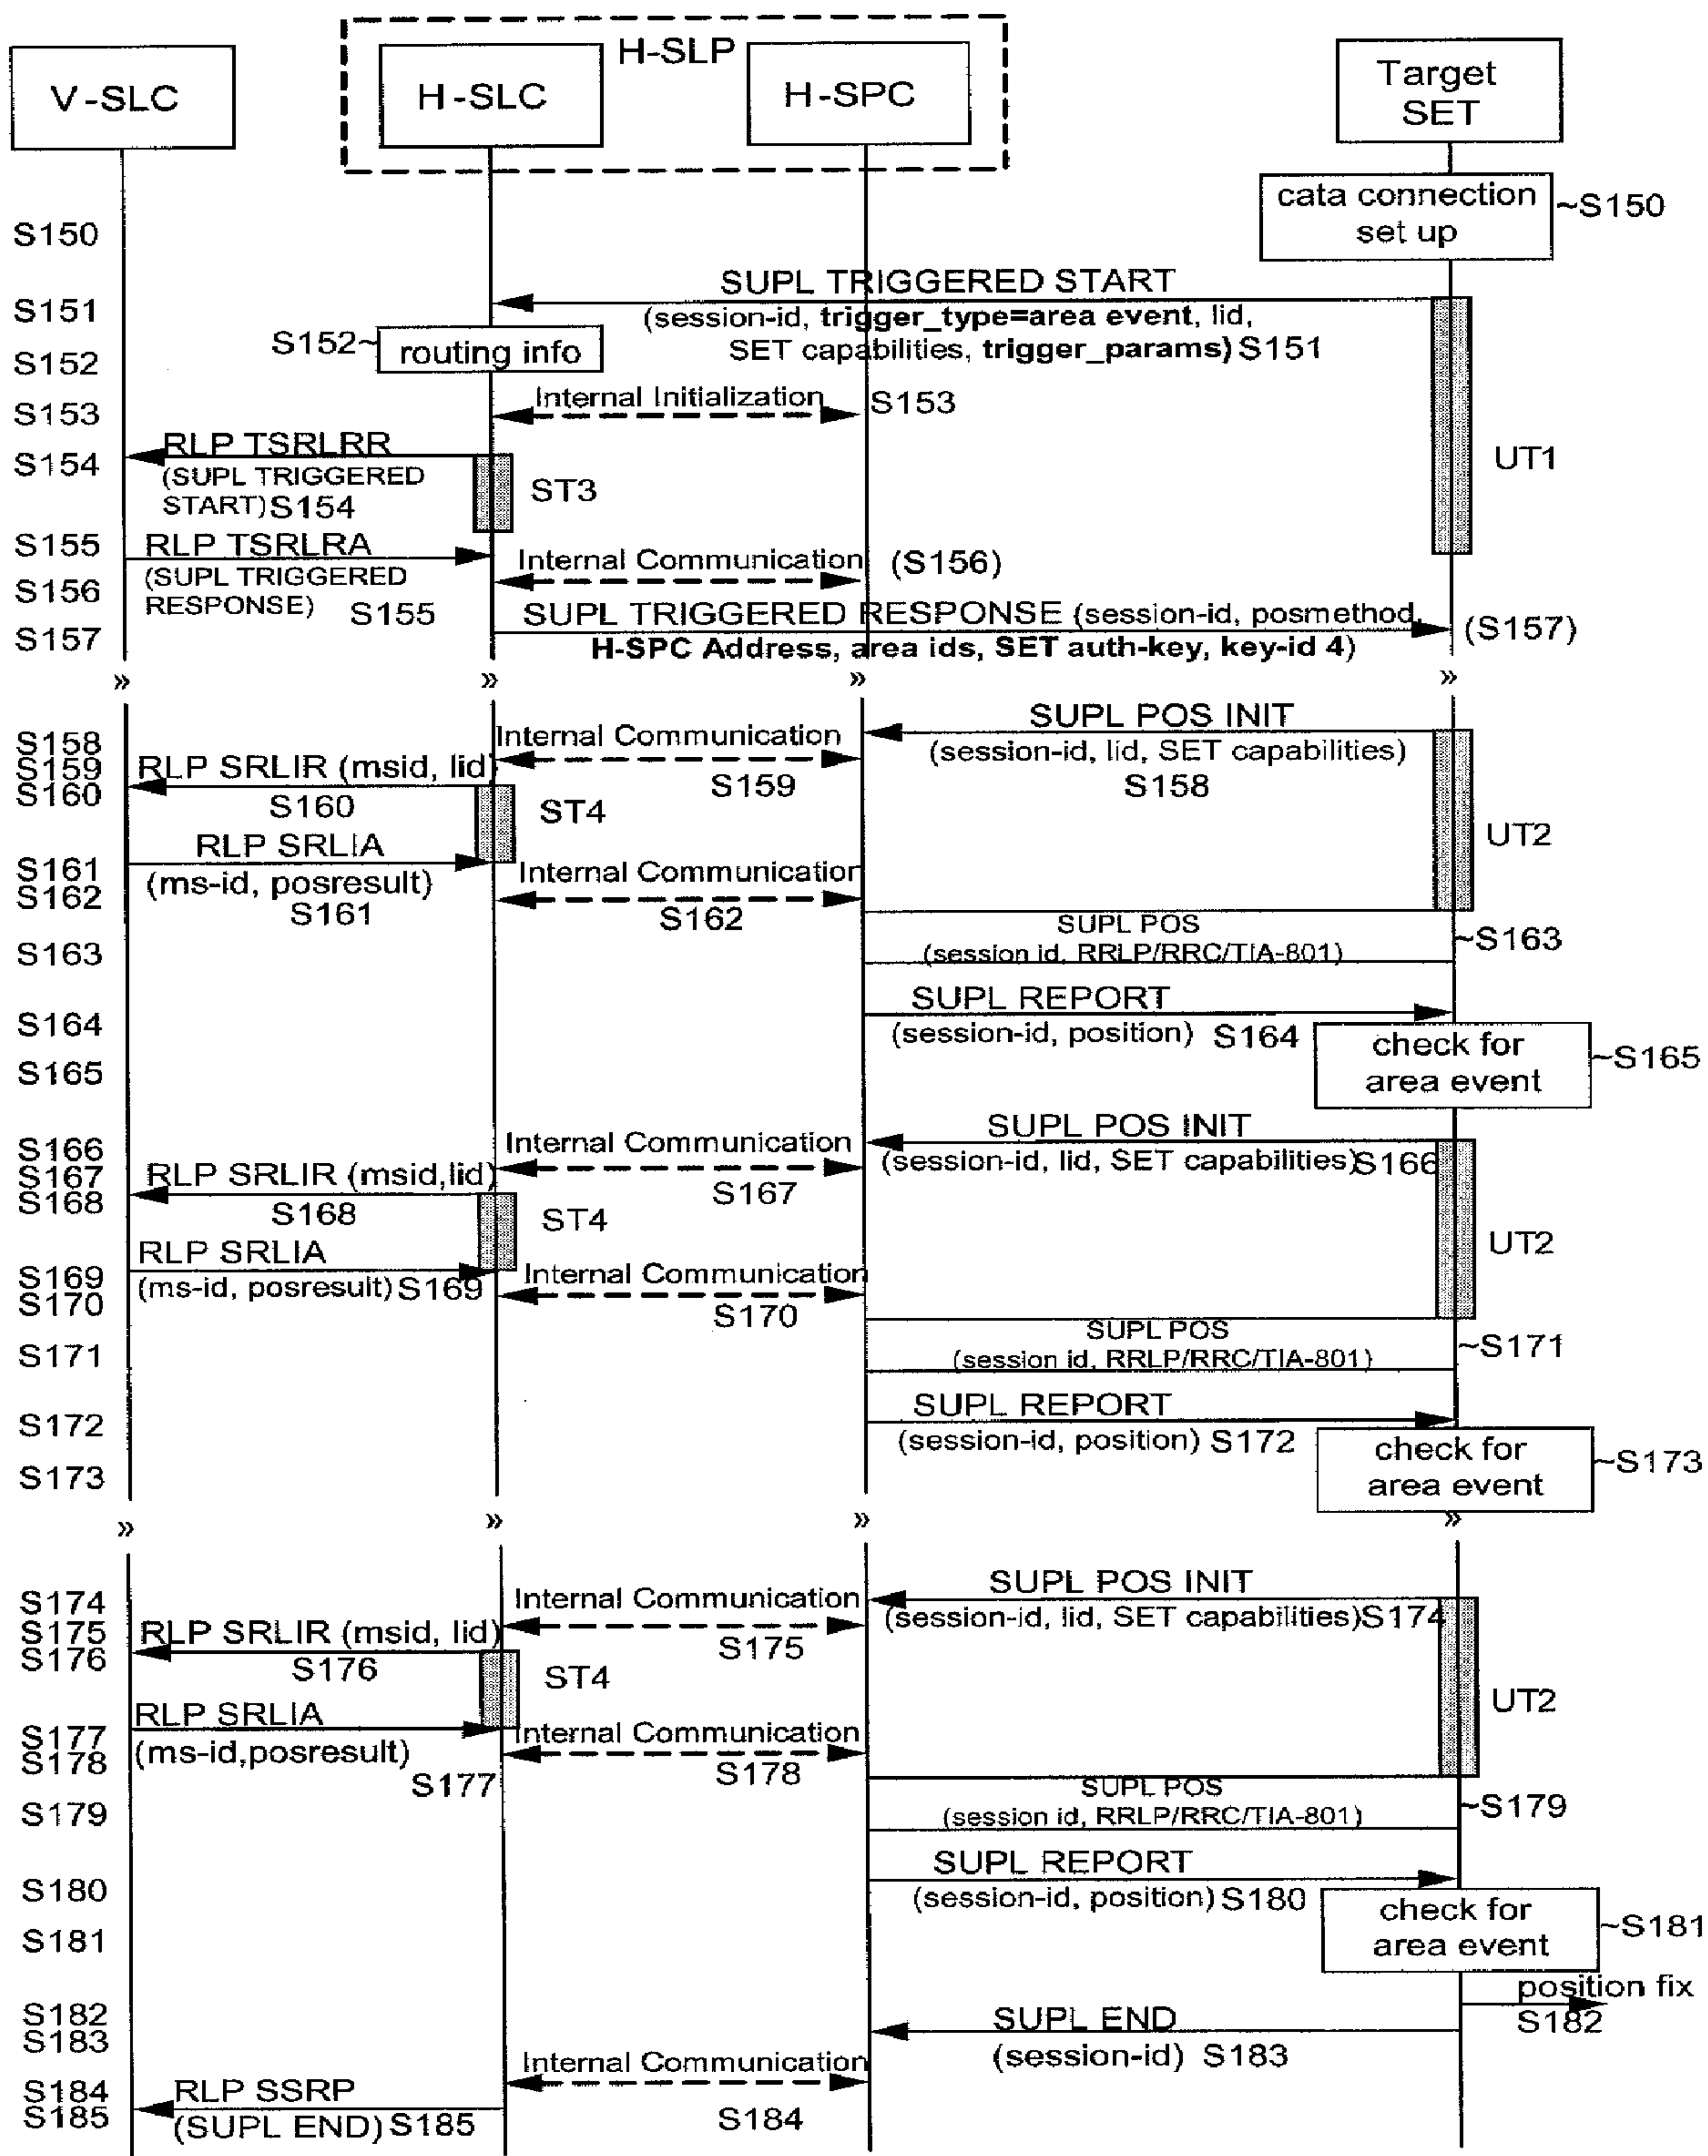 H-SLP
V-SLC
H-SLC
H-SPC
Target
SET
cata connection
set up
~S150
S150
SUPL TRIGGERED START
S151
(session-id, trigger_type=area event, lid,
SET capabilities, trigger_params) S151
S152~
routing info
S152
Internal Initialization
S153
S153
RLP TSRLRR
S154
(SUPL TRIGGERED
START) S154
ST3
UT1
S155
RLP TSRLRA
Internal Communication
(S156)
(SUPL TRIGGERED
RESPONSE)
S155
S156
SUPL TRIGGERED RESPONSE (session-id, posmethod,
(S157)
S157
H-SPC Address, area ids, SET auth-key, key-id 4)
»
»
»
»
SUPL POS INIT
S158
Internal Communication
(session-id, lid, SET capabilities)
S158
S159
RLP SRLIR (msid, lid)
S159
S160
S160
ST4
UT2
RLP SRLIA
S161
(ms-id, posresult)
S161
Internal Communication
S162
S162
SUPL POS
(session id, RRLP/RRC/TIA-801)
~S163
S163
SUPL REPORT
S164
(session-id, position) S164
check for
area event
~S165
S165
SUPL POS INIT
S166
Internal Communication
(session-id, lid, SET capabilities)S166
S167
RLP SRLIR (msid,lid)
S167
S168
S168
ST4
UT2
RLP SRLIA
S169
(ms-id, posresult) S169
Internal Communication
S170
S170
SUPL POS
(session id, RRLP/RRC/TIA-801)
~S171
S171
SUPL REPORT
S172
(session-id, position) S172
check for
area event
~S173
S173
»
»
»
»
SUPL POS INIT
S174
Internal Communication
(session-id, lid, SET capabilities)S174
S175
RLP SRLIR (msid, lid)
S175
S176
S176
ST4
UT2
RLP SRLIA
S177
(ms-id,posresult)
S177
Internal Communication
S178
S178
SUPL POS
(session id, RRLP/RRC/TIA-801)
~S179
S179
SUPL REPORT
S180
(session-id, position) S180
check for
area event
~S181
S181
position fix
S182
S182
SUPL END
S183
(session-id) S183
Internal Communication
S184
S184
RLP SSRP
S185
(SUPL END) S185